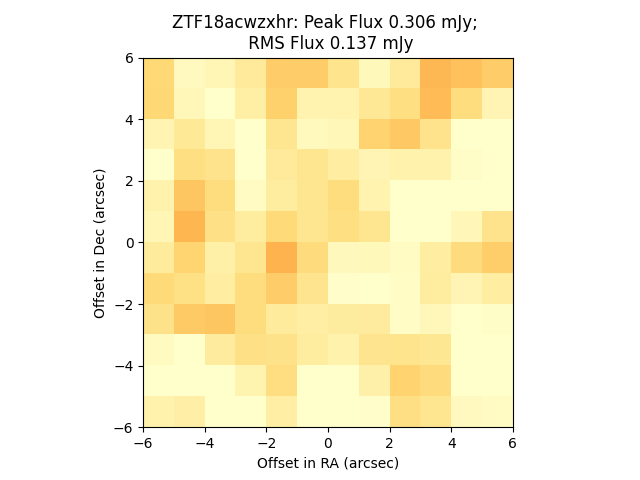 ZTF18acwzxhr: Peak Flux 0.306 mJy;
RMS Flux 0.137 mJy
6
4
2
0
−2
−4
−6
Offset in Dec (arcsec)
−6 −4 −2 0 2 4 6
Offset in RA (arcsec)